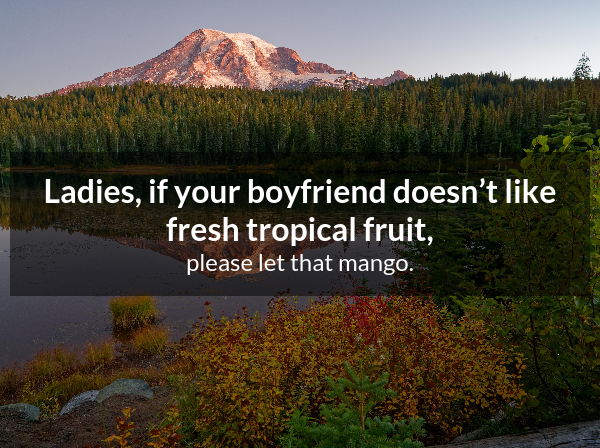 Ladies, if your boyfriend doesn’t like
fresh tropical fruit,
please let that mango.